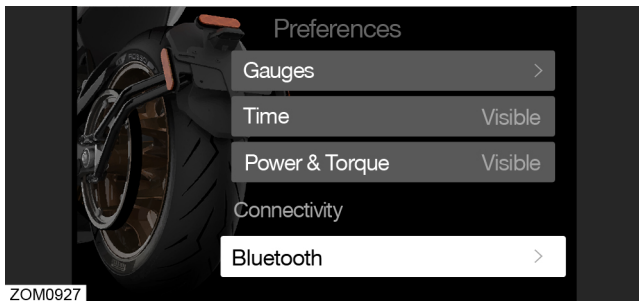 Preferences
Gauges >
Time Visible
Power & Torque Visible
Connectivity
Bluetooth >
ZOM0927